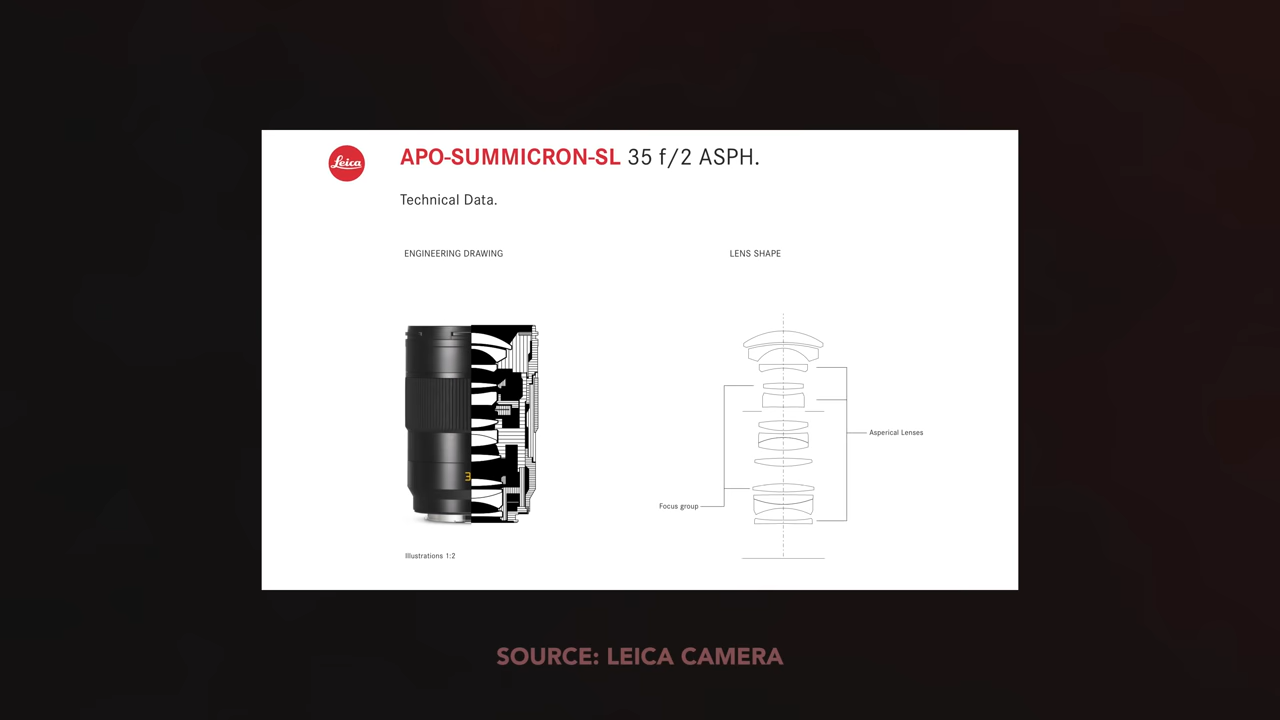 Leica
APO-SUMMICRON-SL 35 f/2 ASPH.
Technical Data.
ENGINEERING DRAWING
LENS SHAPE
3
Asperical Lenses
Focus group
Illustrations 1:2
SOURCE: LEICA CAMERA